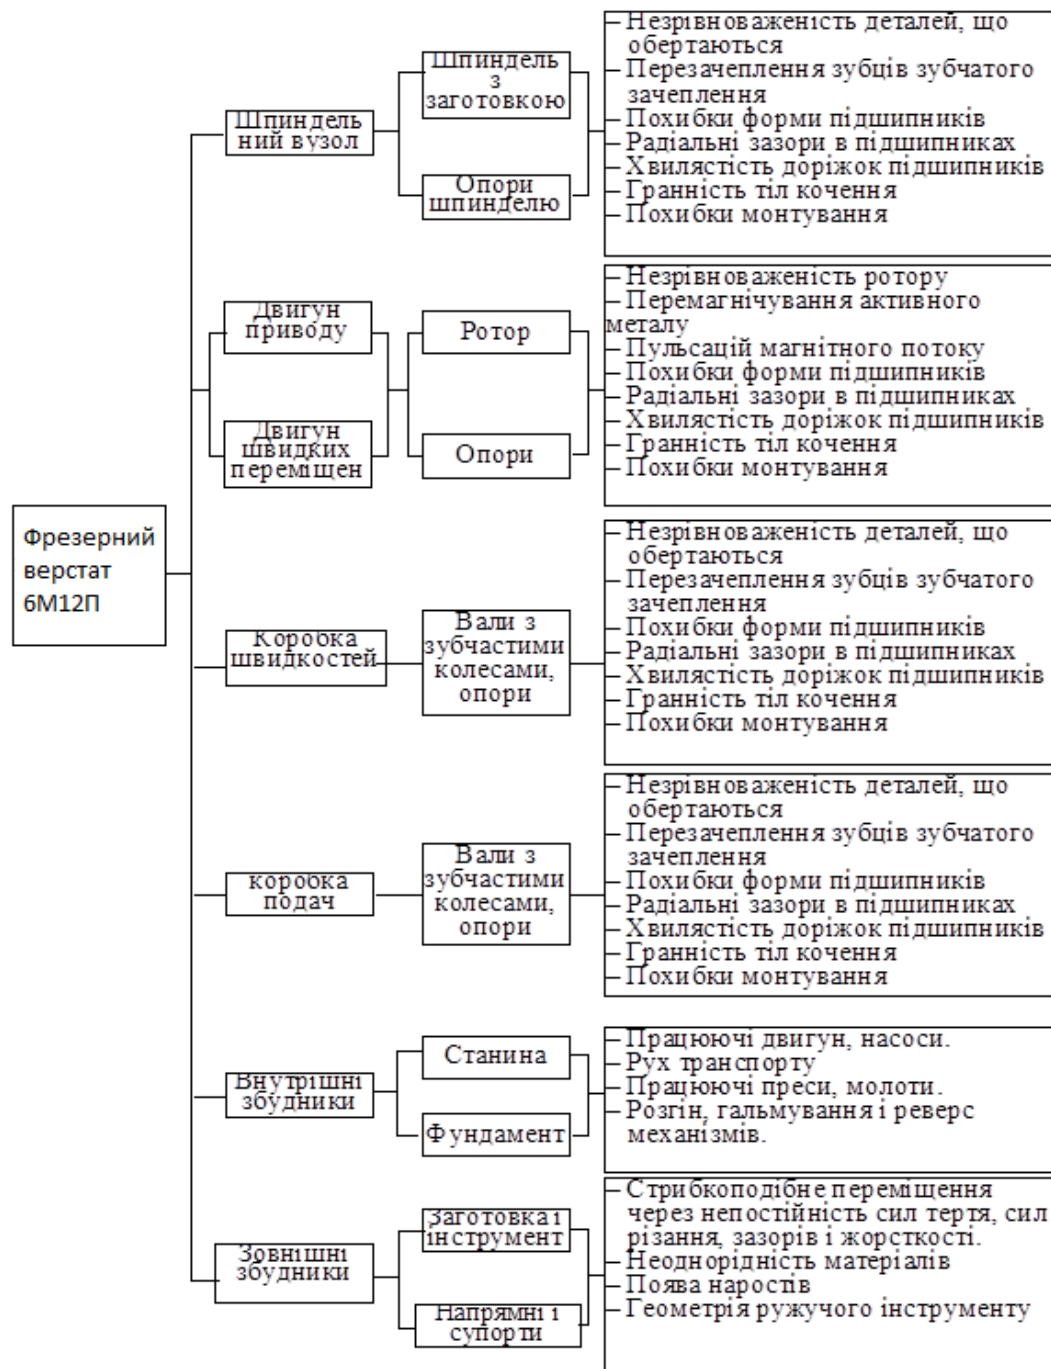 Фрезерний
верстат
6М12П
Шпиндель
ний вузол
Шпиндель
з
заготовкою
Опори
шпинделю
– Незрівноваженість деталей, що
обертаються
– Перезачеплення зубців зубчатого
зачеплення
– Похибки форми підшипників
– Радіальні зазори в підшипниках
– Хвилястість доріжок підшипників
– Гранність тіл кочення
– Похибки монтування
Двигун
приводу
Двигун
швидких
переміщен
Ротор
Опори
– Незрівноваженість ротору
– Перемагнічування активного
металу
– Пульсацій магнітного потоку
– Похибки форми підшипників
– Радіальні зазори в підшипниках
– Хвилястість доріжок підшипників
– Гранність тіл кочення
– Похибки монтування
Коробка
швидкостей
Вали з
зубчастими
колесами,
опори
– Незрівноваженість деталей, що
обертаються
– Перезачеплення зубців зубчатого
зачеплення
– Похибки форми підшипників
– Радіальні зазори в підшипниках
– Хвилястість доріжок підшипників
– Гранність тіл кочення
– Похибки монтування
коробка
подач
Вали з
зубчастими
колесами,
опори
– Незрівноваженість деталей, що
обертаються
– Перезачеплення зубців зубчатого
зачеплення
– Похибки форми підшипників
– Радіальні зазори в підшипниках
– Хвилястість доріжок підшипників
– Гранність тіл кочення
– Похибки монтування
Внутрішні
збудники
Станина
Фундамент
– Працюючі двигун, насоси.
– Рух транспорту
– Працюючі преси, молоти.
– Розгін, гальмування і реверс
механізмів.
Зовнішні
збудники
Заготовка і
інструмент
Напрямні і
супорти
– Стрибкоподібне переміщення
через непостійність сил тертя, сил
різання, зазорів і жорсткості.
– Неоднорідність матеріалів
– Поява наростів
– Геометрія ружучого інструменту